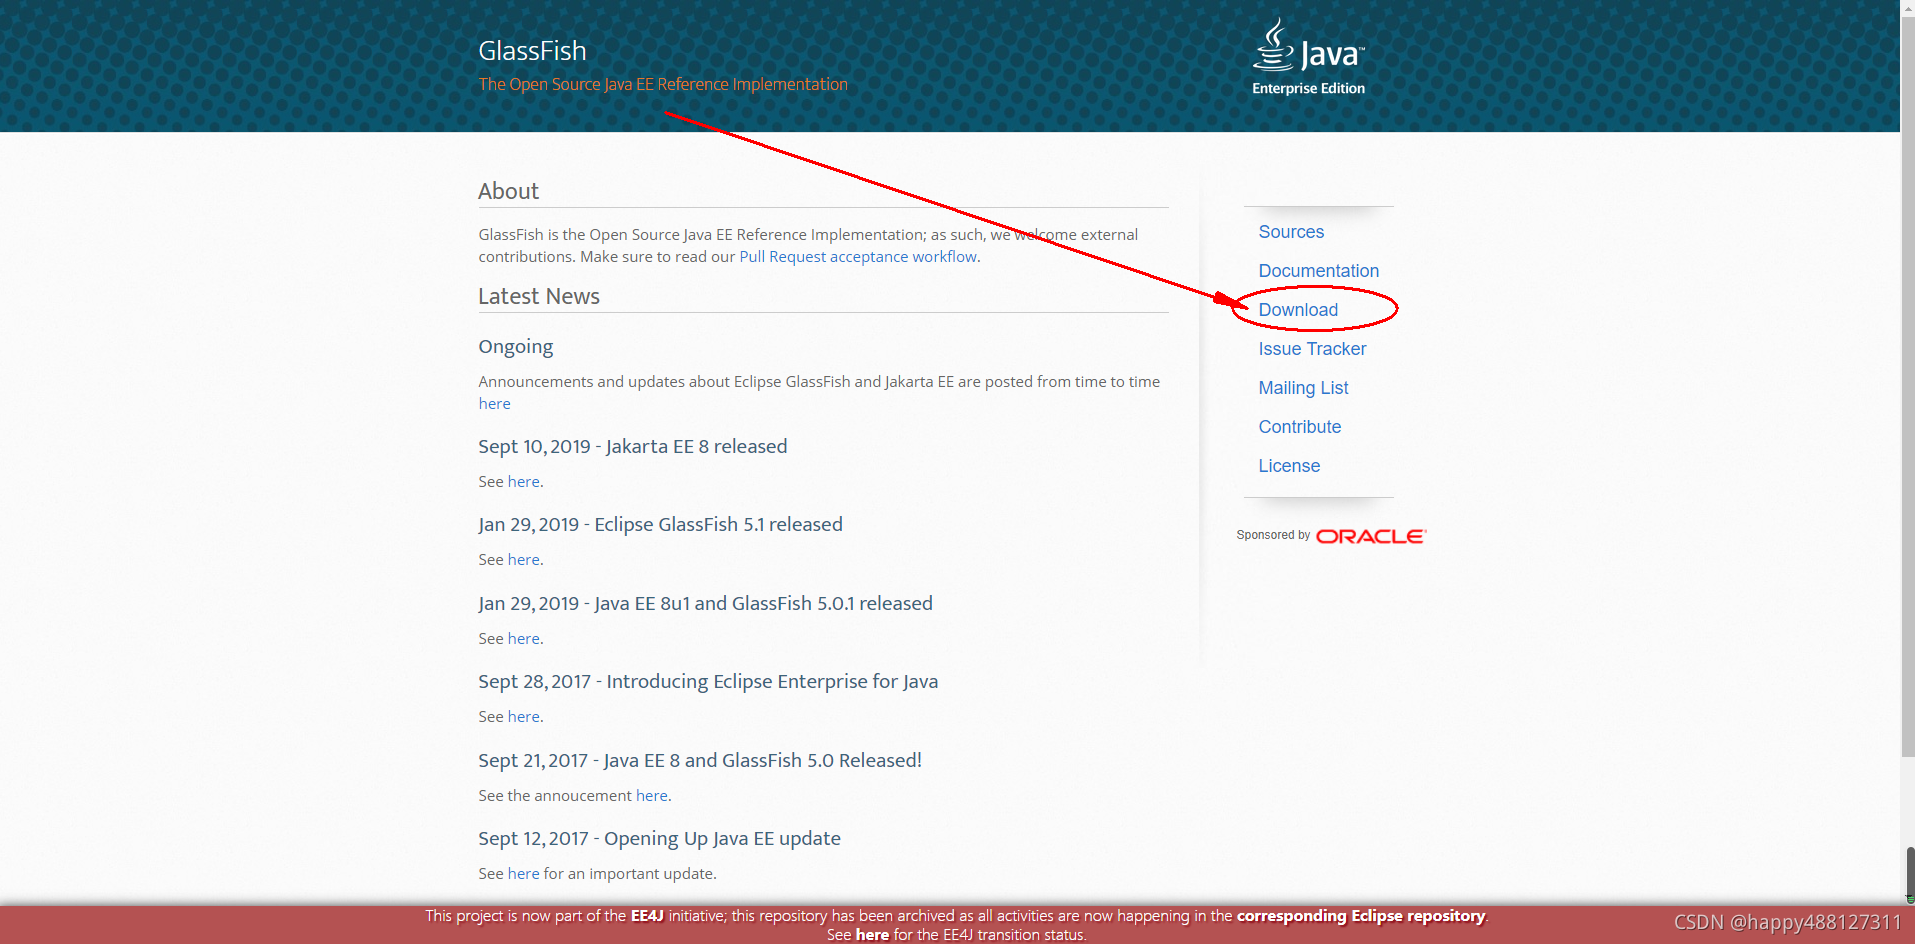 GlassFish
The Open Source Java EE Reference Implementation
Java™
Enterprise Edition
About
GlassFish is the Open Source Java EE Reference Implementation; as such, we welcome external
contributions. Make sure to read our Pull Request acceptance workflow.
Latest News
Ongoing
Announcements and updates about Eclipse GlassFish and Jakarta EE are posted from time to time
here
Sept 10, 2019 - Jakarta EE 8 released
See here.
Jan 29, 2019 - Eclipse GlassFish 5.1 released
See here.
Jan 29, 2019 - Java EE 8u1 and GlassFish 5.0.1 released
See here.
Sept 28, 2017 - Introducing Eclipse Enterprise for Java
See here.
Sept 21, 2017 - Java EE 8 and GlassFish 5.0 Released!
See the annoucement here.
Sept 12, 2017 - Opening Up Java EE update
See here for an important update.
Sources
Documentation
Download
Issue Tracker
Mailing List
Contribute
License
Sponsored by ORACLE
This project is now part of the EE4J initiative; this repository has been archived as all activities are now happening in the corresponding Eclipse repository.
See here for the EE4J transition status.
CSDN @happy488127311